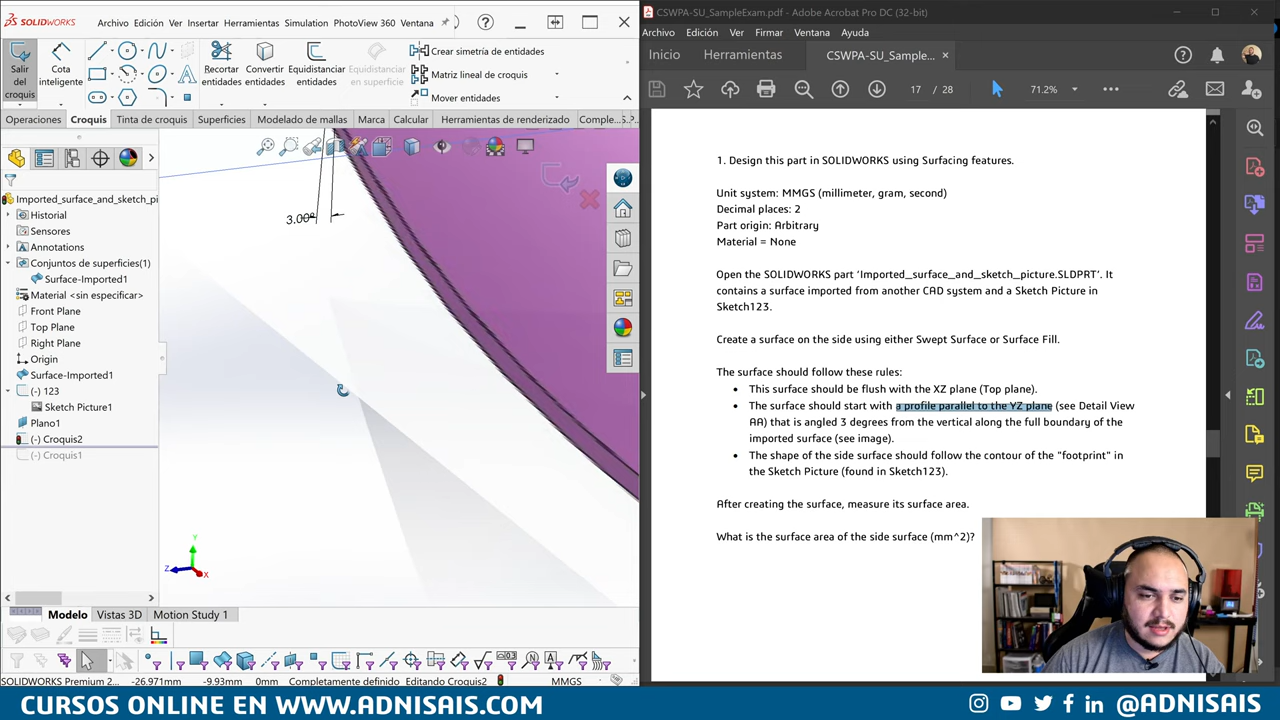 SOLIDWORKS
Archivo Edición Ver Insertar Herramientas Simulation PhotoView 360 Ventana
Salir del croquis
Cota inteligente
Recortar entidades
Convertir entidades
Equidistanciar entidades
Equidistanciar en superficie
Crear simetría de entidades
Matriz lineal de croquis
Mover entidades
Operaciones Croquis Tinta de croquis Superficies Modelado de mallas Marca Calcular Herramientas de renderizado Comple...
Imported_surface_and_sketch_pi
Historial
Sensores
Annotations
Conjuntos de superficies(1)
Surface-Imported1
Material <sin especificar>
Front Plane
Top Plane
Right Plane
Origin
Surface-Imported1
(-) 123
Sketch Picture1
Plano1
(-) Croquis2
(-) Croquis1
3.00º
Y
Z
X
Modelo Vistas 3D Motion Study 1
SOLIDWORKS Premium 2... -26.971mm -9.93mm 0mm Completamente definido Editando Croquis2 MMGS
CSWPA-SU_SampleExam.pdf - Adobe Acrobat Pro DC (32-bit)
Archivo Edición Ver Firmar Ventana Ayuda
Inicio Herramientas CSWPA-SU_Sample... ×
17 / 28 71.2%
1. Design this part in SOLIDWORKS using Surfacing features.
Unit system: MMGS (millimeter, gram, second)
Decimal places: 2
Part origin: Arbitrary
Material = None
Open the SOLIDWORKS part ‘Imported_surface_and_sketch_picture.SLDPRT’. It
contains a surface imported from another CAD system and a Sketch Picture in
Sketch123.
Create a surface on the side using either Swept Surface or Surface Fill.
The surface should follow these rules:
• This surface should be flush with the XZ plane (Top plane).
• The surface should start with a profile parallel to the YZ plane (see Detail View
AA) that is angled 3 degrees from the vertical along the full boundary of the
imported surface (see image).
• The shape of the side surface should follow the contour of the "footprint" in
the Sketch Picture (found in Sketch123).
After creating the surface, measure its surface area.
What is the surface area of the side surface (mm^2)?
CURSOS ONLINE EN WWW.ADNISAIS.COM
@ADNISAIS